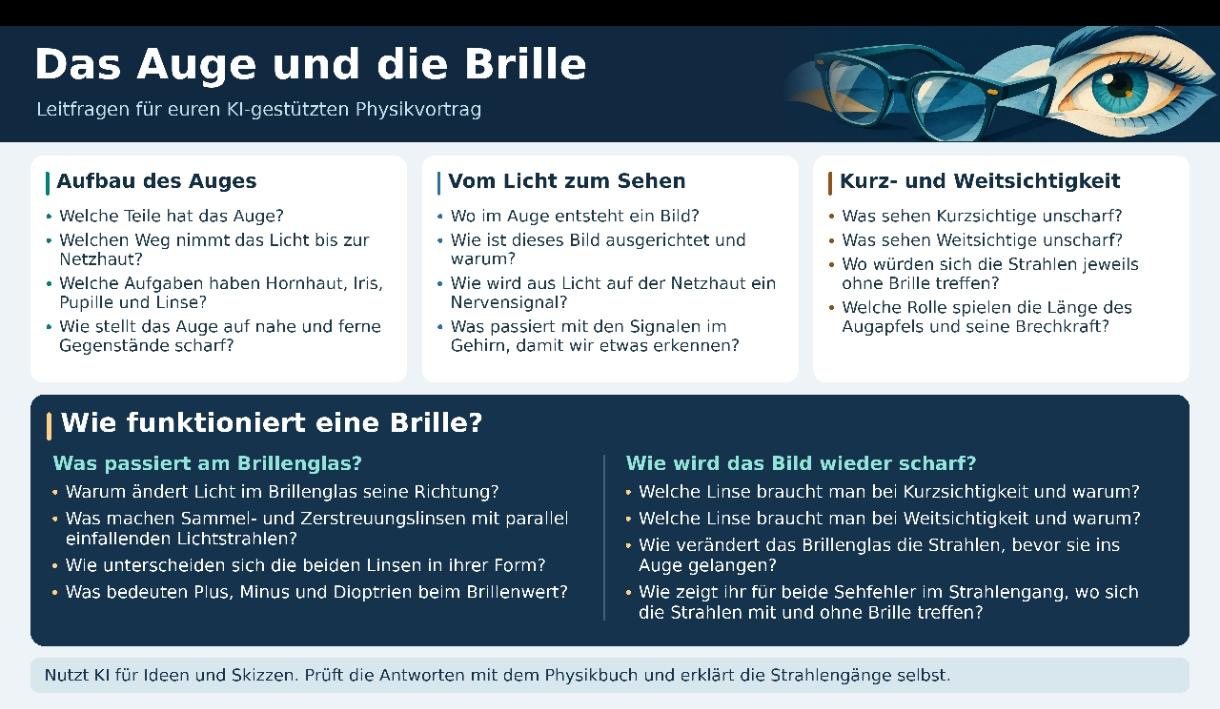 Das Auge und die Brille
Leitfragen für euren KI-gestützten Physikvortrag
Aufbau des Auges
• Welche Teile hat das Auge?
• Welchen Weg nimmt das Licht bis zur
Netzhaut?
• Welche Aufgaben haben Hornhaut, Iris,
Pupille und Linse?
• Wie stellt das Auge auf nahe und ferne
Gegenstände scharf?
Vom Licht zum Sehen
• Wo im Auge entsteht ein Bild?
• Wie ist dieses Bild ausgerichtet und
warum?
• Wie wird aus Licht auf der Netzhaut ein
Nervensignal?
• Was passiert mit den Signalen im
Gehirn, damit wir etwas erkennen?
Kurz- und Weitsichtigkeit
• Was sehen Kurzsichtige unscharf?
• Was sehen Weitsichtige unscharf?
• Wo würden sich die Strahlen jeweils
ohne Brille treffen?
• Welche Rolle spielen die Länge des
Augapfels und seine Brechkraft?
Wie funktioniert eine Brille?
Was passiert am Brillenglas?
• Warum ändert Licht im Brillenglas seine Richtung?
• Was machen Sammel- und Zerstreuungslinsen mit parallel
einfallenden Lichtstrahlen?
• Wie unterscheiden sich die beiden Linsen in ihrer Form?
• Was bedeuten Plus, Minus und Dioptrien beim Brillenwert?
Wie wird das Bild wieder scharf?
• Welche Linse braucht man bei Kurzsichtigkeit und warum?
• Welche Linse braucht man bei Weitsichtigkeit und warum?
• Wie verändert das Brillenglas die Strahlen, bevor sie ins
Auge gelangen?
• Wie zeigt ihr für beide Sehfehler im Strahlengang, wo sich
die Strahlen mit und ohne Brille treffen?
Nutzt KI für Ideen und Skizzen. Prüft die Antworten mit dem Physikbuch und erklärt die Strahlengänge selbst.